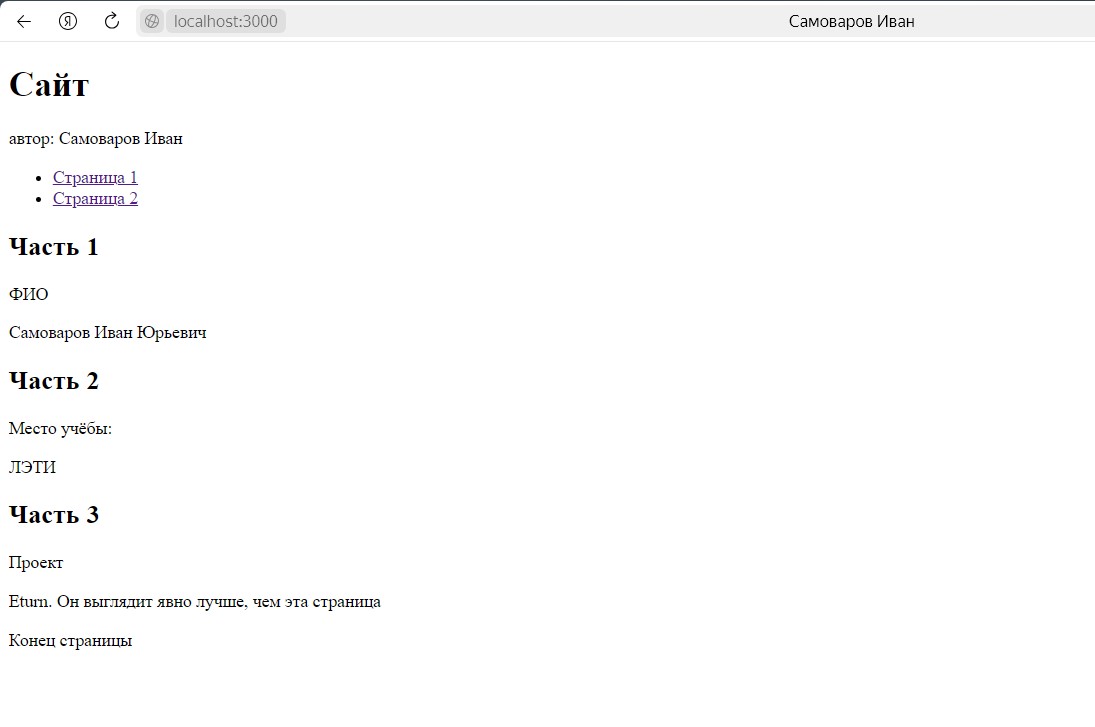 localhost:3000
Самоваров Иван
Сайт
автор: Самоваров Иван
Страница 1
Страница 2
Часть 1
ФИО
Самоваров Иван Юрьевич
Часть 2
Место учёбы:
ЛЭТИ
Часть 3
Проект
Eturn. Он выглядит явно лучше, чем эта страница
Конец страницы